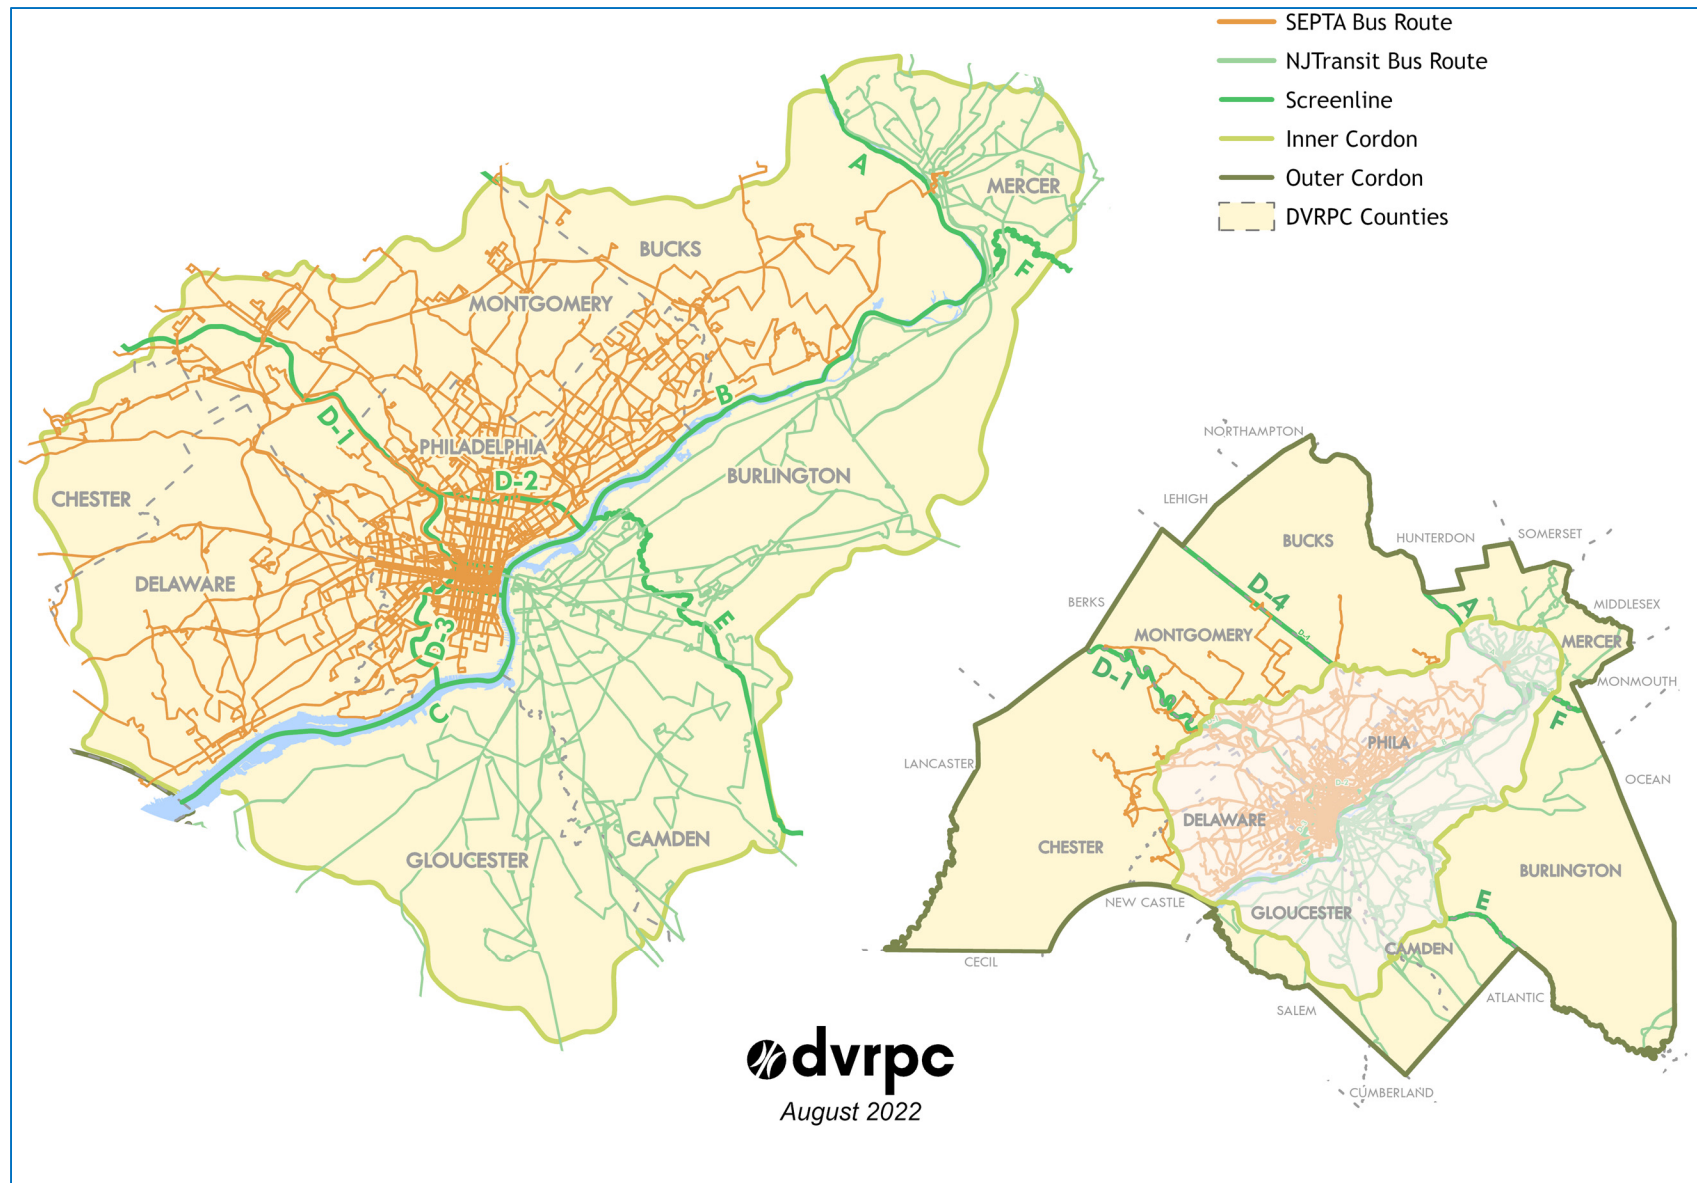 SEPTA Bus Route
NJTransit Bus Route
Screenline
Inner Cordon
Outer Cordon
DVRPC Counties
A
MERCER
BUCKS
F
MONTGOMERY
D-1
B
PHILADELPHIA
D-2
BURLINGTON
CHESTER
DELAWARE
D-3
E
C
CAMDEN
GLOUCESTER
NORTHAMPTON
LEHIGH
BUCKS
HUNTERDON
SOMERSET
D-4
BERKS
A
MIDDLESEX
MONTGOMERY
D-1
MERCER
D-1
MONMOUTH
F
PHILA
LANCASTER
OCEAN
D-2
DELAWARE
CHESTER
BURLINGTON
NEW CASTLE
GLOUCESTER
E
CAMDEN
CECIL
ATLANTIC
SALEM
CUMBERLAND
dvrpc
August 2022